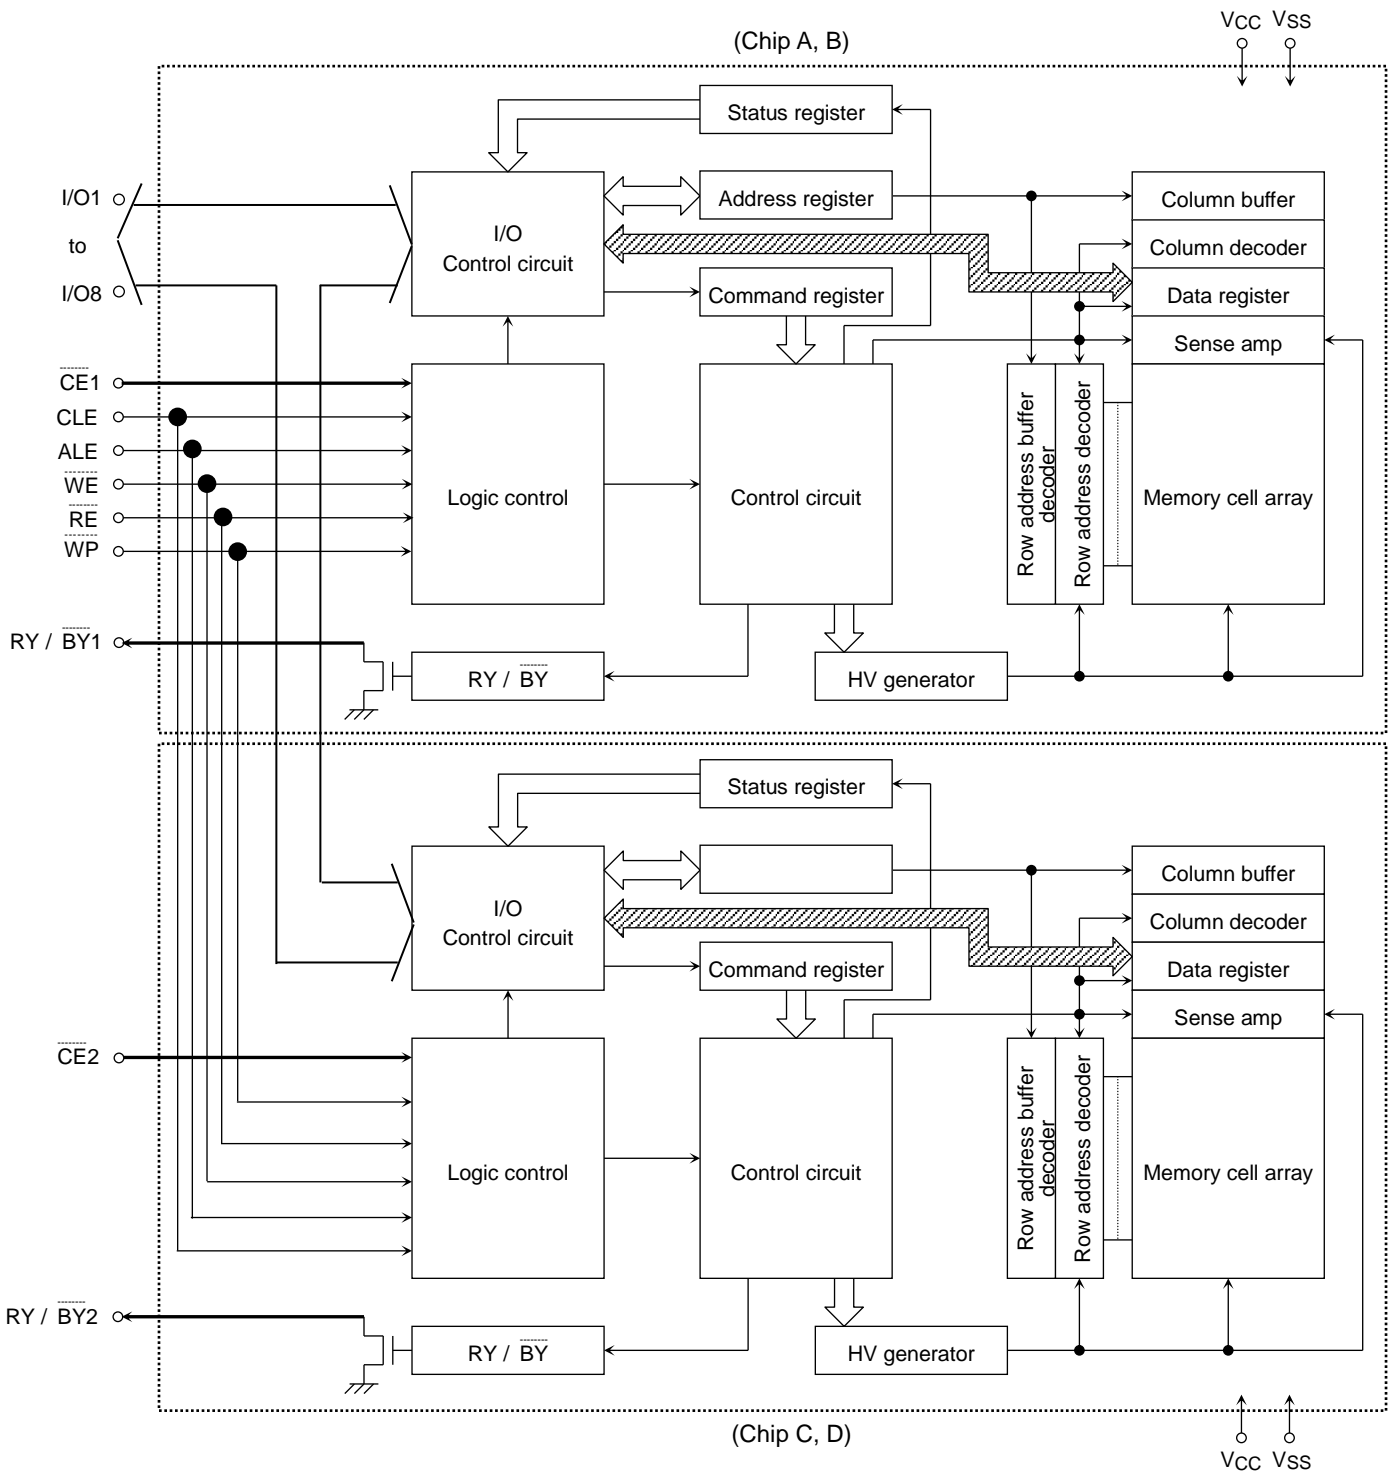 (Chip A, B)
VCC VSS
Status register
I/O1
to
I/O8
I/O
Control circuit
Address register
Column buffer
Column decoder
Command register
Data register
Sense amp
CE1
CLE
ALE
WE
RE
WP
Logic control
Control circuit
Row address buffer
decoder
Row address decoder
Memory cell array
RY / BY1
RY / BY
HV generator
Status register
I/O
Control circuit
Column buffer
Column decoder
Command register
Data register
Sense amp
CE2
Logic control
Control circuit
Row address buffer
decoder
Row address decoder
Memory cell array
RY / BY2
RY / BY
HV generator
(Chip C, D)
VCC VSS